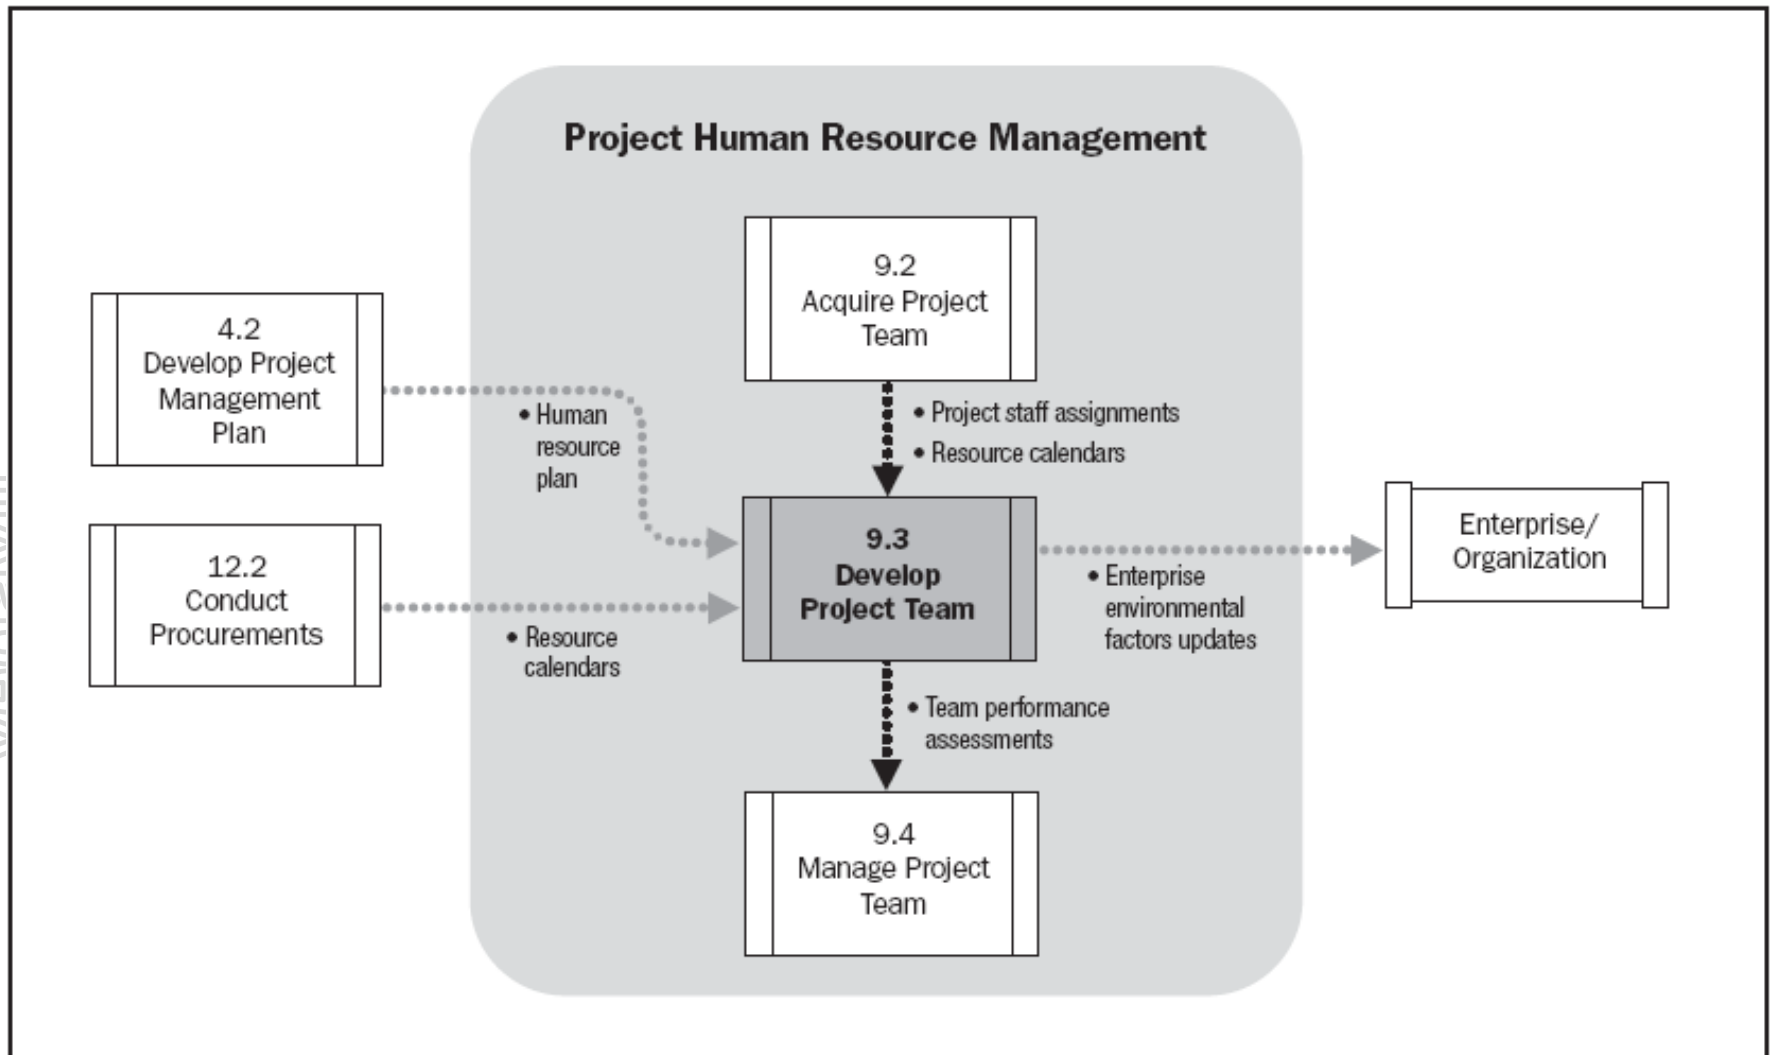 Project Human Resource Management
9.2
Acquire Project
Team
4.2
Develop Project
Management
Plan
• Human
resource
plan
• Project staff assignments
• Resource calendars
12.2
Conduct
Procurements
• Resource
calendars
9.3
Develop
Project Team
• Enterprise
environmental
factors updates
Enterprise/
Organization
• Team performance
assessments
9.4
Manage Project
Team